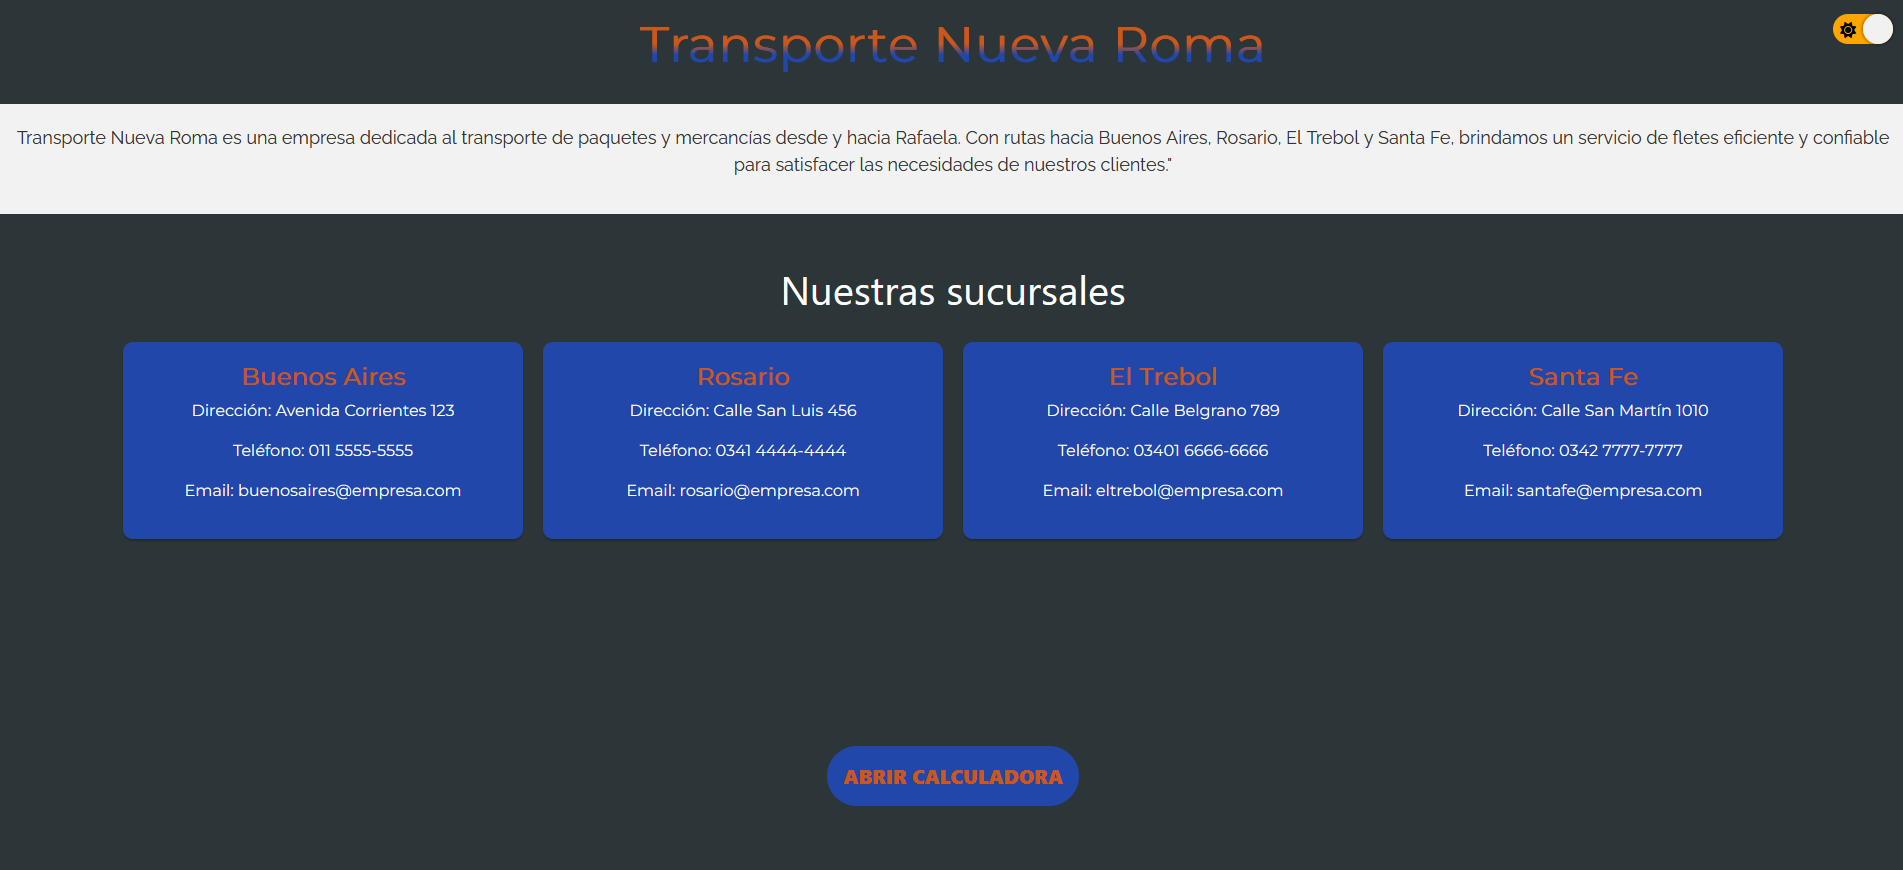 Transporte Nueva Roma
Transporte Nueva Roma es una empresa dedicada al transporte de paquetes y mercancías desde y hacia Rafaela. Con rutas hacia Buenos Aires, Rosario, El Trebol y Santa Fe, brindamos un servicio de fletes eficiente y confiable
para satisfacer las necesidades de nuestros clientes."
Nuestras sucursales
Buenos Aires
Dirección: Avenida Corrientes 123
Teléfono: 011 5555-5555
Email: buenosaires@empresa.com
Rosario
Dirección: Calle San Luis 456
Teléfono: 0341 4444-4444
Email: rosario@empresa.com
El Trebol
Dirección: Calle Belgrano 789
Teléfono: 03401 6666-6666
Email: eltrebol@empresa.com
Santa Fe
Dirección: Calle San Martín 1010
Teléfono: 0342 7777-7777
Email: santafe@empresa.com
ABRIR CALCULADORA